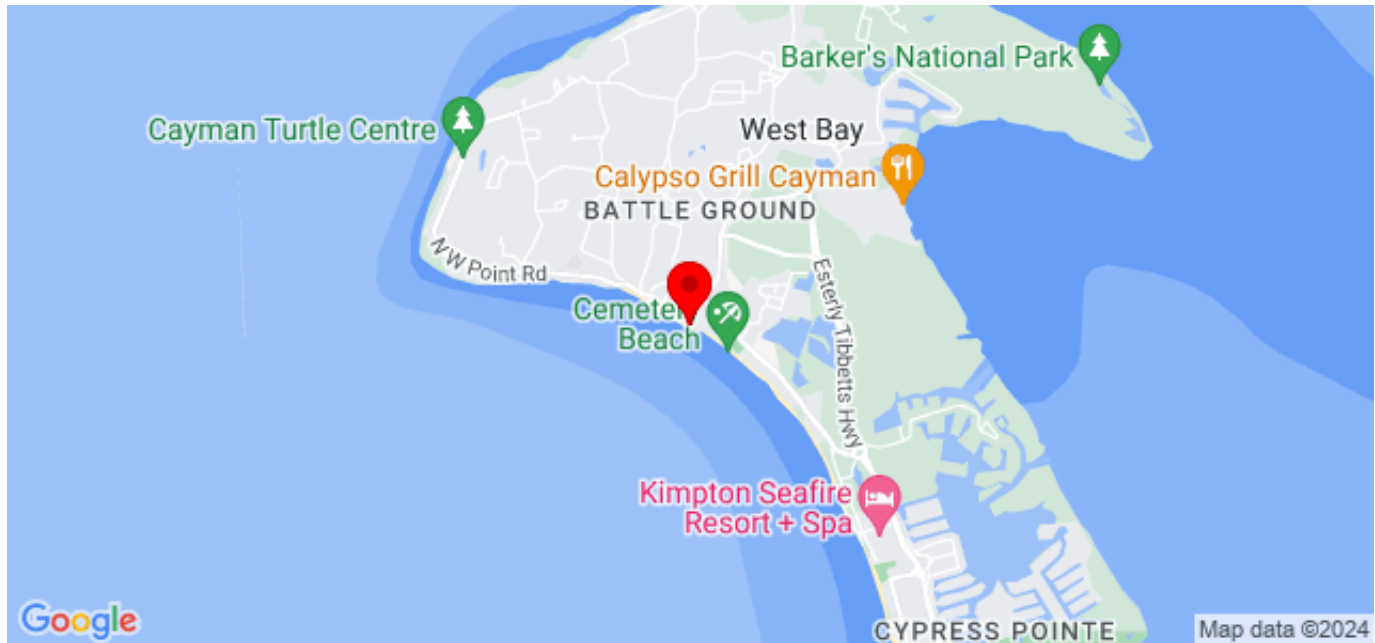 Barker's National Park
Cayman Turtle Centre
West Bay
Calypso Grill Cayman
BATTLE GROUND
NW Point Rd
Esterly Tibbetts Hwy
Cemetery
Beach
Kimpton Seafire
Resort + Spa
CYPRESS POINTE
Google
Map data ©2024